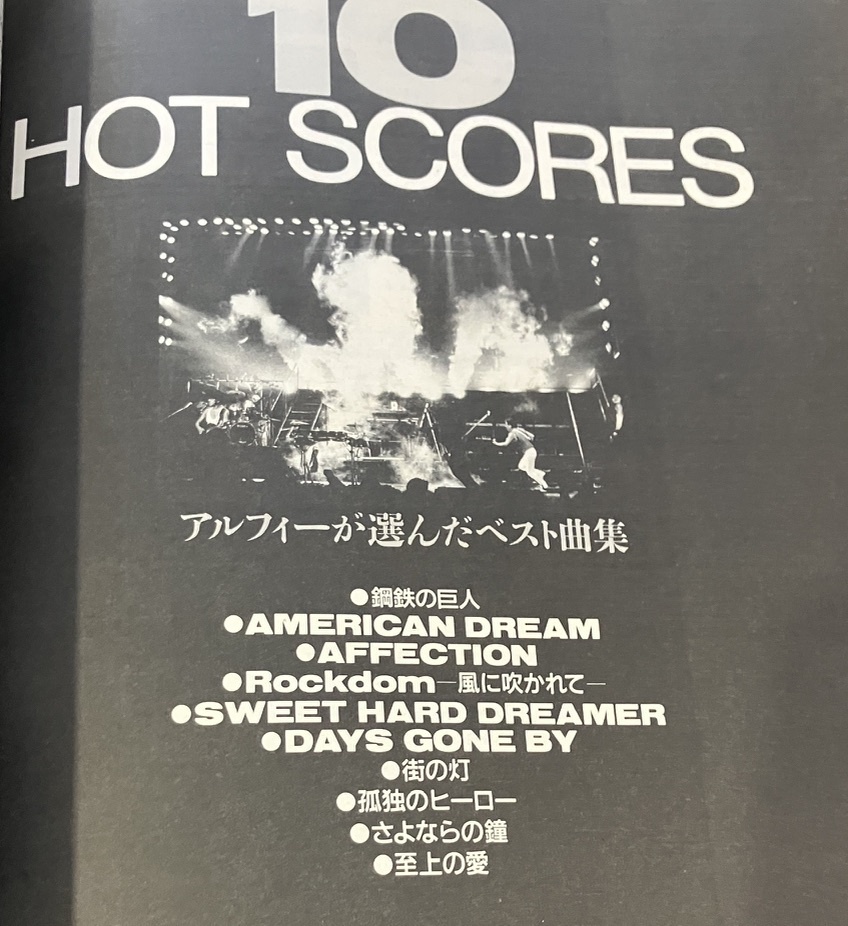 10
HOT SCORES
アルフィーが選んだベスト曲集
●鋼鉄の巨人
●AMERICAN DREAM
●AFFECTION
●Rockdom—風に吹かれて—
●SWEET HARD DREAMER
●DAYS GONE BY
●街の灯
●孤独のヒーロー
●さよならの鐘
●至上の愛